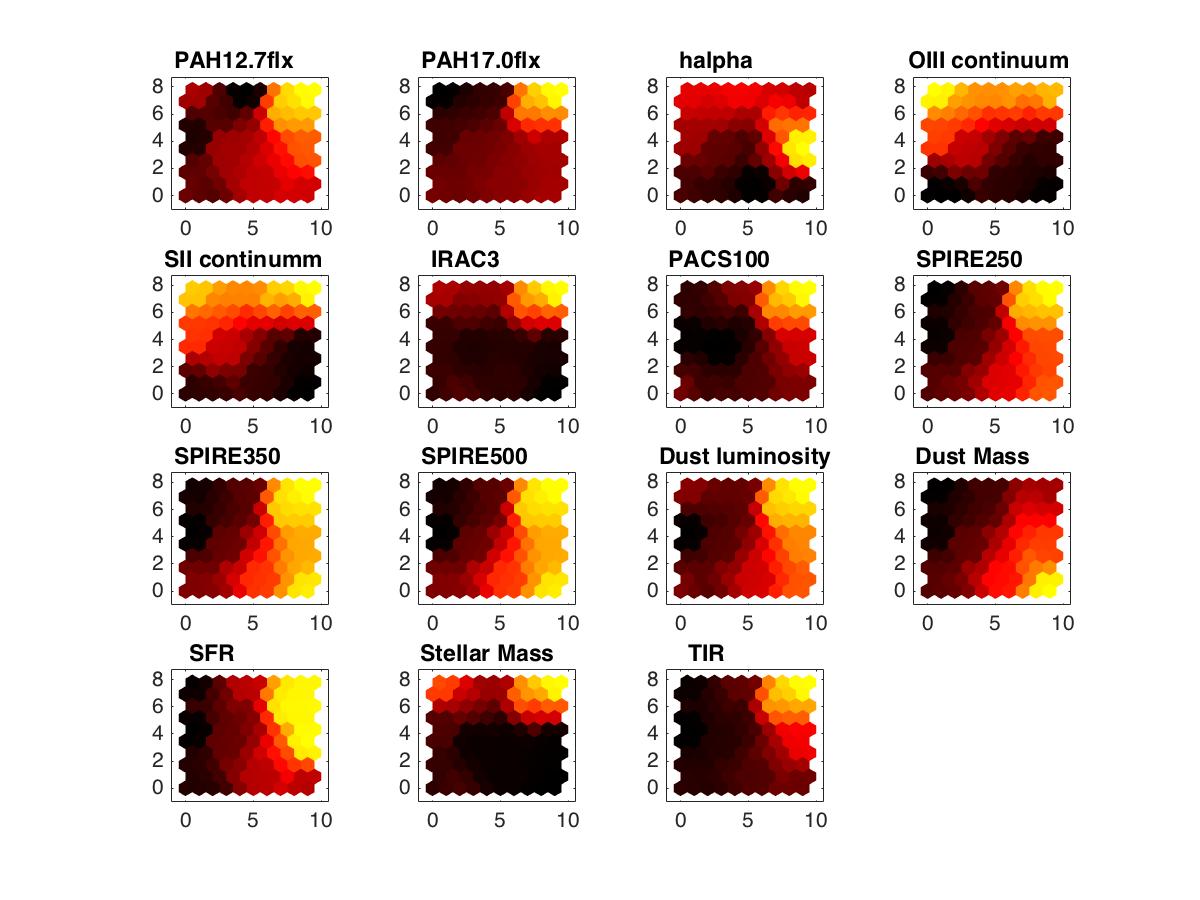 PAH12.7flx PAH17.0flx halpha OIII continuum
8 8 8 8
6 6 6 6
4 4 4 4
2 2 2 2
0 0 0 0
0 5 10 0 5 10 0 5 10 0 5 10
SII continumm IRAC3 PACS100 SPIRE250
8 8 8 8
6 6 6 6
4 4 4 4
2 2 2 2
0 0 0 0
0 5 10 0 5 10 0 5 10 0 5 10
SPIRE350 SPIRE500 Dust luminosity Dust Mass
8 8 8 8
6 6 6 6
4 4 4 4
2 2 2 2
0 0 0 0
0 5 10 0 5 10 0 5 10 0 5 10
SFR Stellar Mass TIR
8 8 8
6 6 6
4 4 4
2 2 2
0 0 0
0 5 10 0 5 10 0 5 10